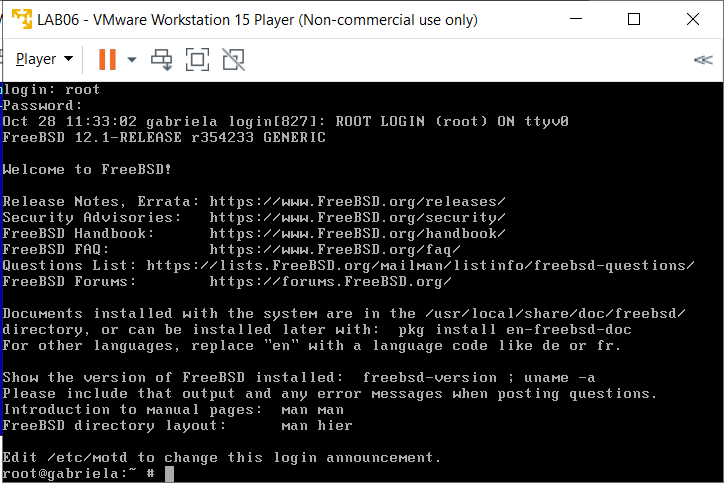 LAB06 - VMware Workstation 15 Player (Non-commercial use only)
Player
login: root
Password:
Oct 28 11:33:02 gabriela login[827]: ROOT LOGIN (root) ON ttyv0
FreeBSD 12.1-RELEASE r354233 GENERIC
Welcome to FreeBSD!
Release Notes, Errata: https://www.FreeBSD.org/releases/
Security Advisories:   https://www.FreeBSD.org/security/
FreeBSD Handbook:      https://www.FreeBSD.org/handbook/
FreeBSD FAQ:           https://www.FreeBSD.org/faq/
Questions List: https://lists.FreeBSD.org/mailman/listinfo/freebsd-questions/
FreeBSD Forums:        https://forums.FreeBSD.org/
Documents installed with the system are in the /usr/local/share/doc/freebsd/
directory, or can be installed later with:  pkg install en-freebsd-doc
For other languages, replace "en" with a language code like de or fr.
Show the version of FreeBSD installed:  freebsd-version ; uname -a
Please include that output and any error messages when posting questions.
Introduction to manual pages:  man man
FreeBSD directory layout:      man hier
Edit /etc/motd to change this login announcement.
root@gabriela:~ #